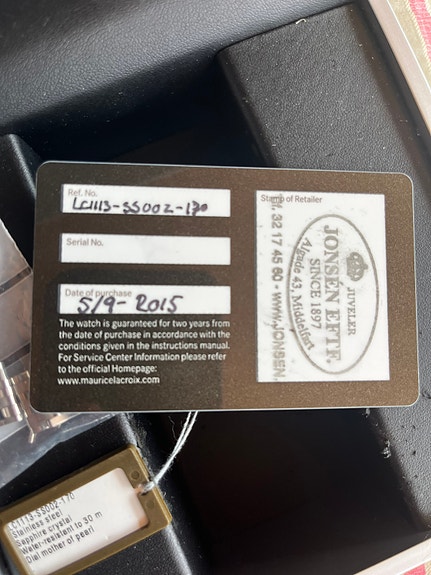 Ref. No.
LC1113-SS002-170
Serial No.
Date of purchase
5/9-2015
The watch is guaranteed for two years from
the date of purchase in accordance with the
conditions given in the instructions manual.
For Service Center Information please refer
to the official Homepage:
www.mauricelacroix.com
Stamp of Retailer
JUVELER
JONSÉN EFTF.
SINCE 1897
Algade 43, Middelfart
32 17 45 60 - WWW.JONSEN
LC1113-SS002-170
Stainless steel
Sapphire crystal
Water-resistant to 30 m
Dial mother of pearl